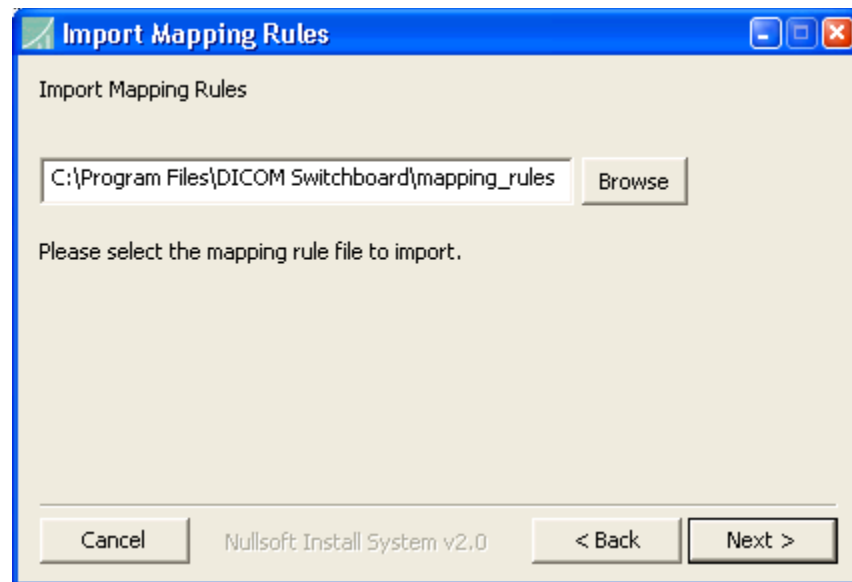 Import Mapping Rules
Import Mapping Rules
C:\Program Files\DICOM Switchboard\mapping_rules
Browse
Please select the mapping rule file to import.
Cancel
Nullsoft Install System v2.0
< Back
Next >